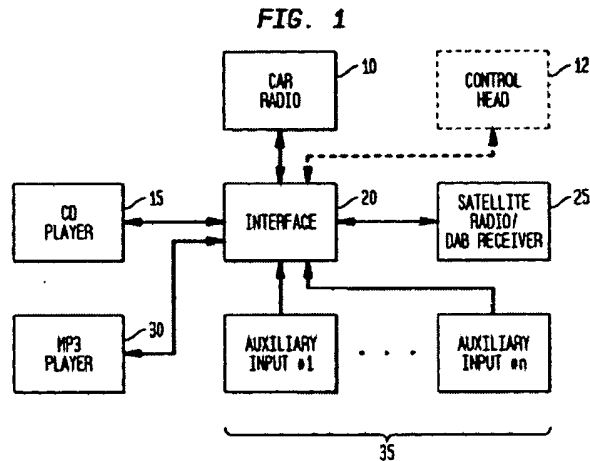 FIG. 1
CAR
RADIO
10
CONTROL
HEAD
12
CD
PLAYER
15
INTERFACE
20
SATELLITE
RADIO/
DAB RECEIVER
25
MP3
PLAYER
30
AUXILIARY
INPUT #1
. . .
AUXILIARY
INPUT #n
35